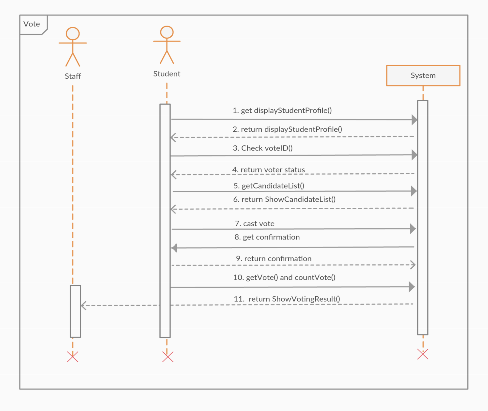 Vote
Staff
Student
System
1. get displayStudentProfile()
2. return displayStudentProfile()
3. Check voteID()
4. return voter status
5. getCandidateList()
6. return ShowCandidateList()
7. cast vote
8. get confirmation
9. return confirmation
10. getVote() and countVote()
11. return ShowVotingResult()